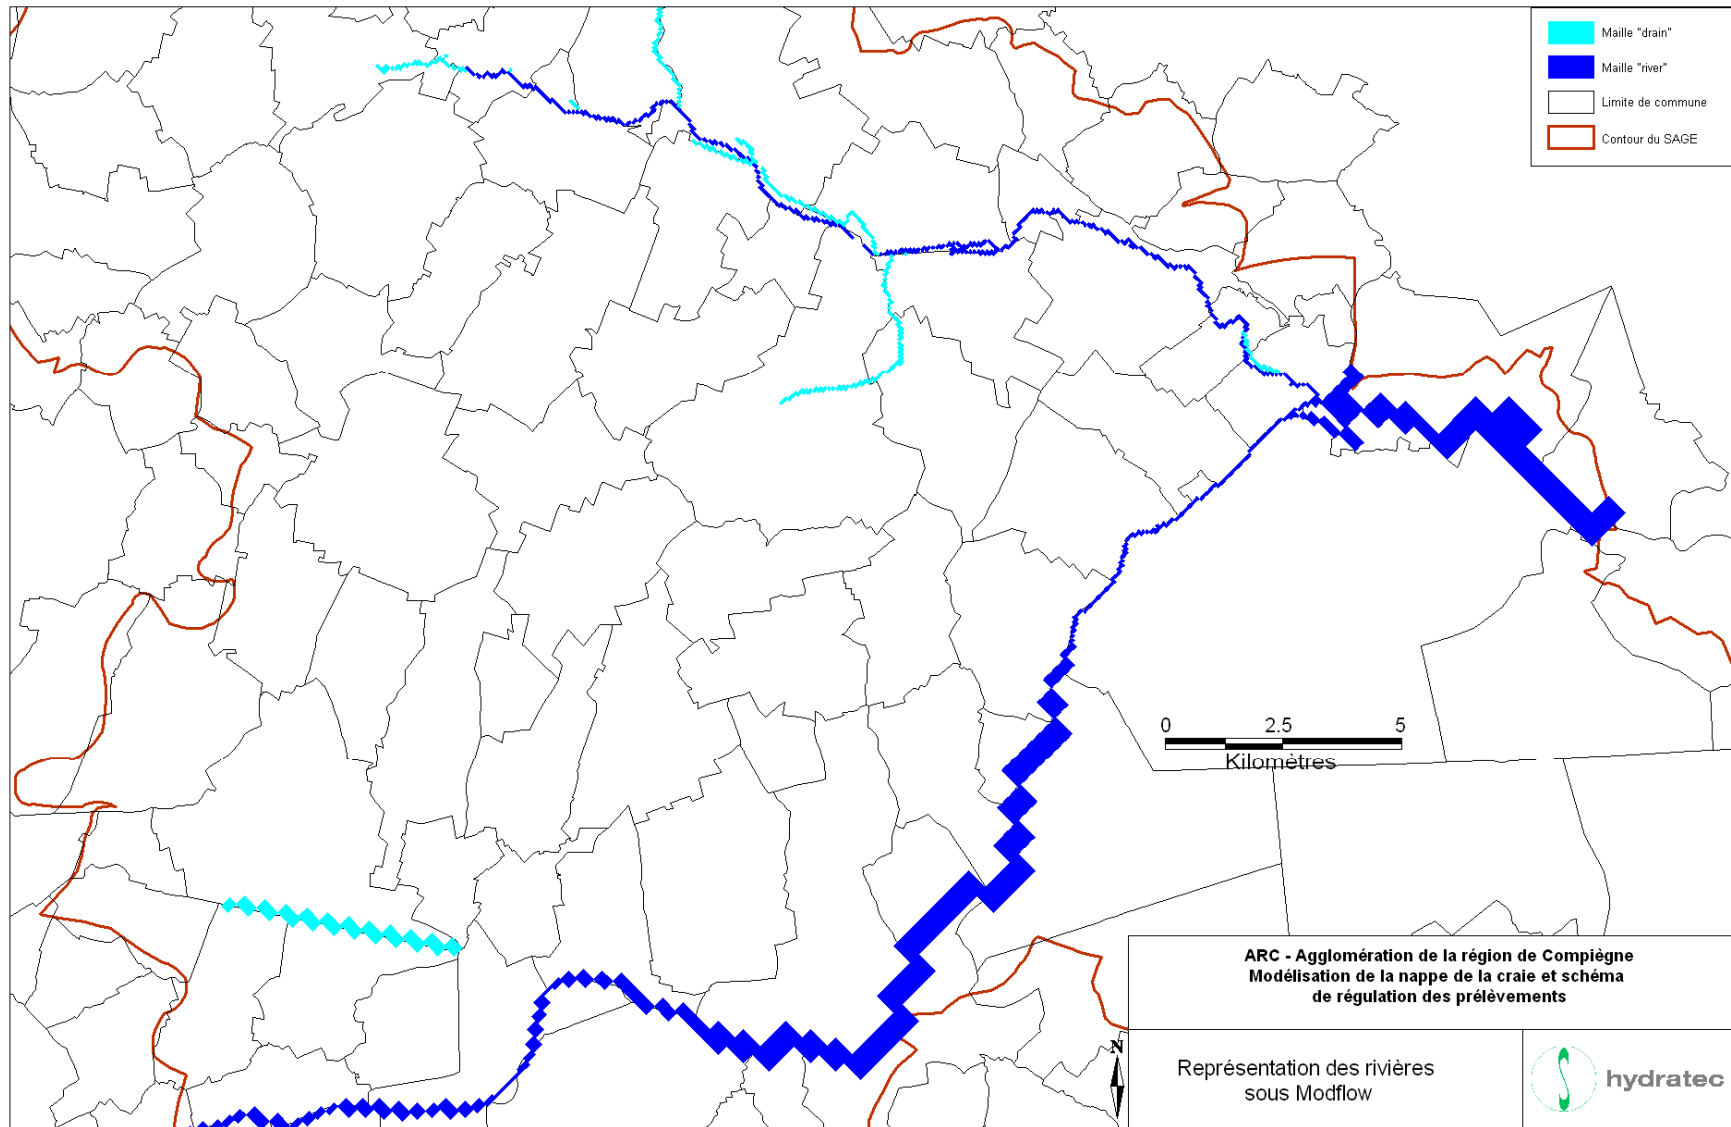 Maille "drain"
Maille "river"
Limite de commune
Contour du SAGE
0 2.5 5
Kilomètres
N
ARC - Agglomération de la région de Compiègne
Modélisation de la nappe de la craie et schéma
de régulation des prélèvements
Représentation des rivières
sous Modflow
hydratec